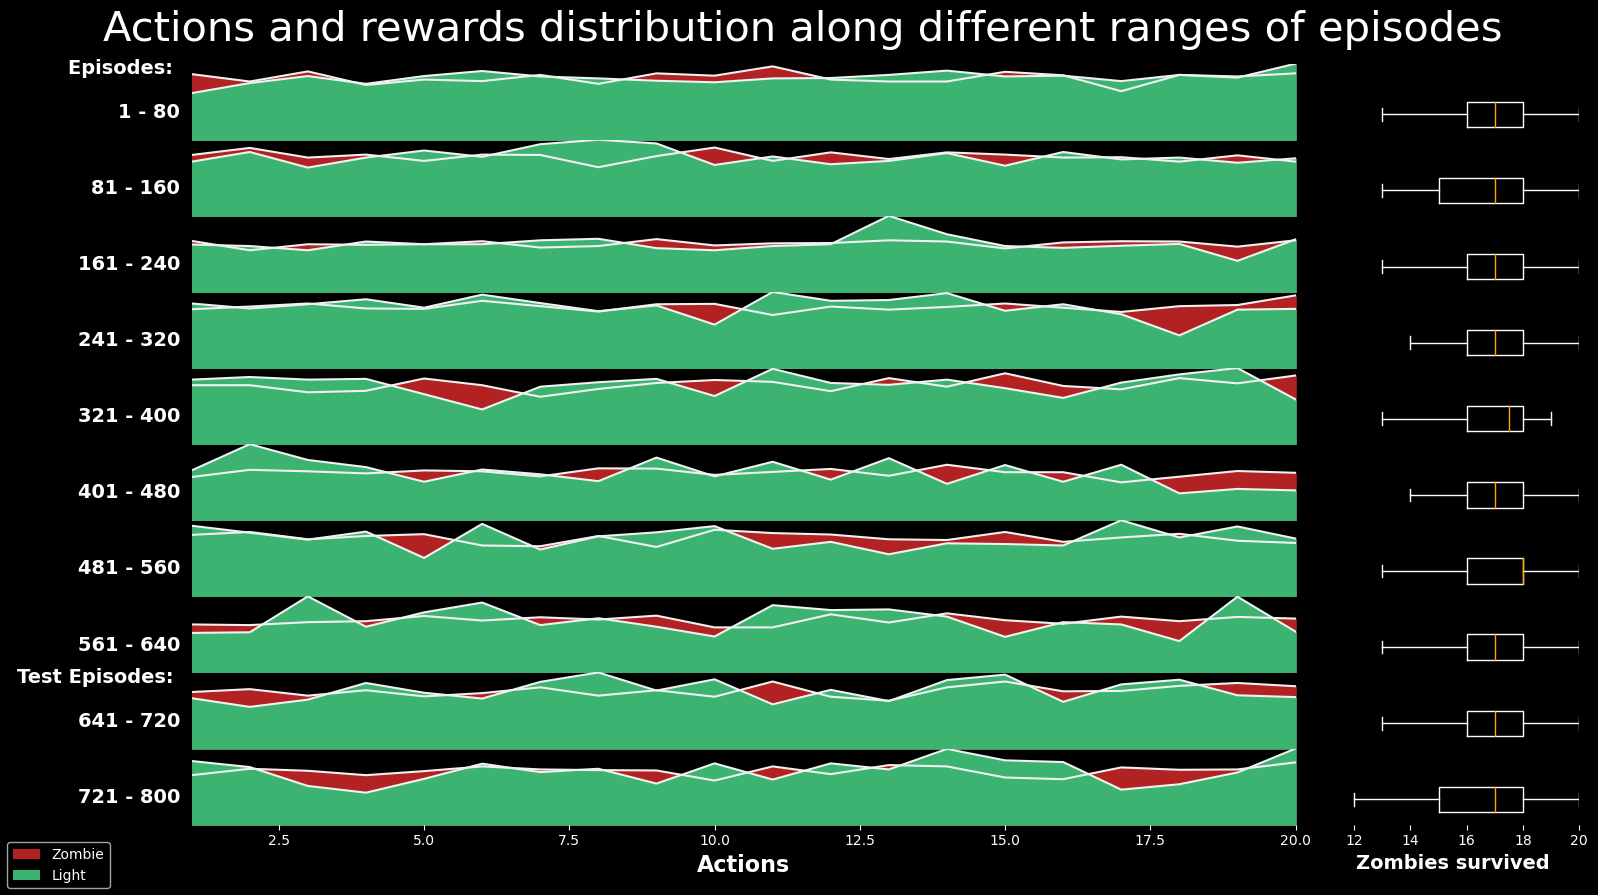 Actions and rewards distribution along different ranges of episodes
Episodes:
1 - 80
81 - 160
161 - 240
241 - 320
321 - 400
401 - 480
481 - 560
561 - 640
Test Episodes:
641 - 720
721 - 800
2.5 5.0 7.5 10.0 12.5 15.0 17.5 20.0
12 14 16 18 20
Actions
Zombies survived
Zombie
Light